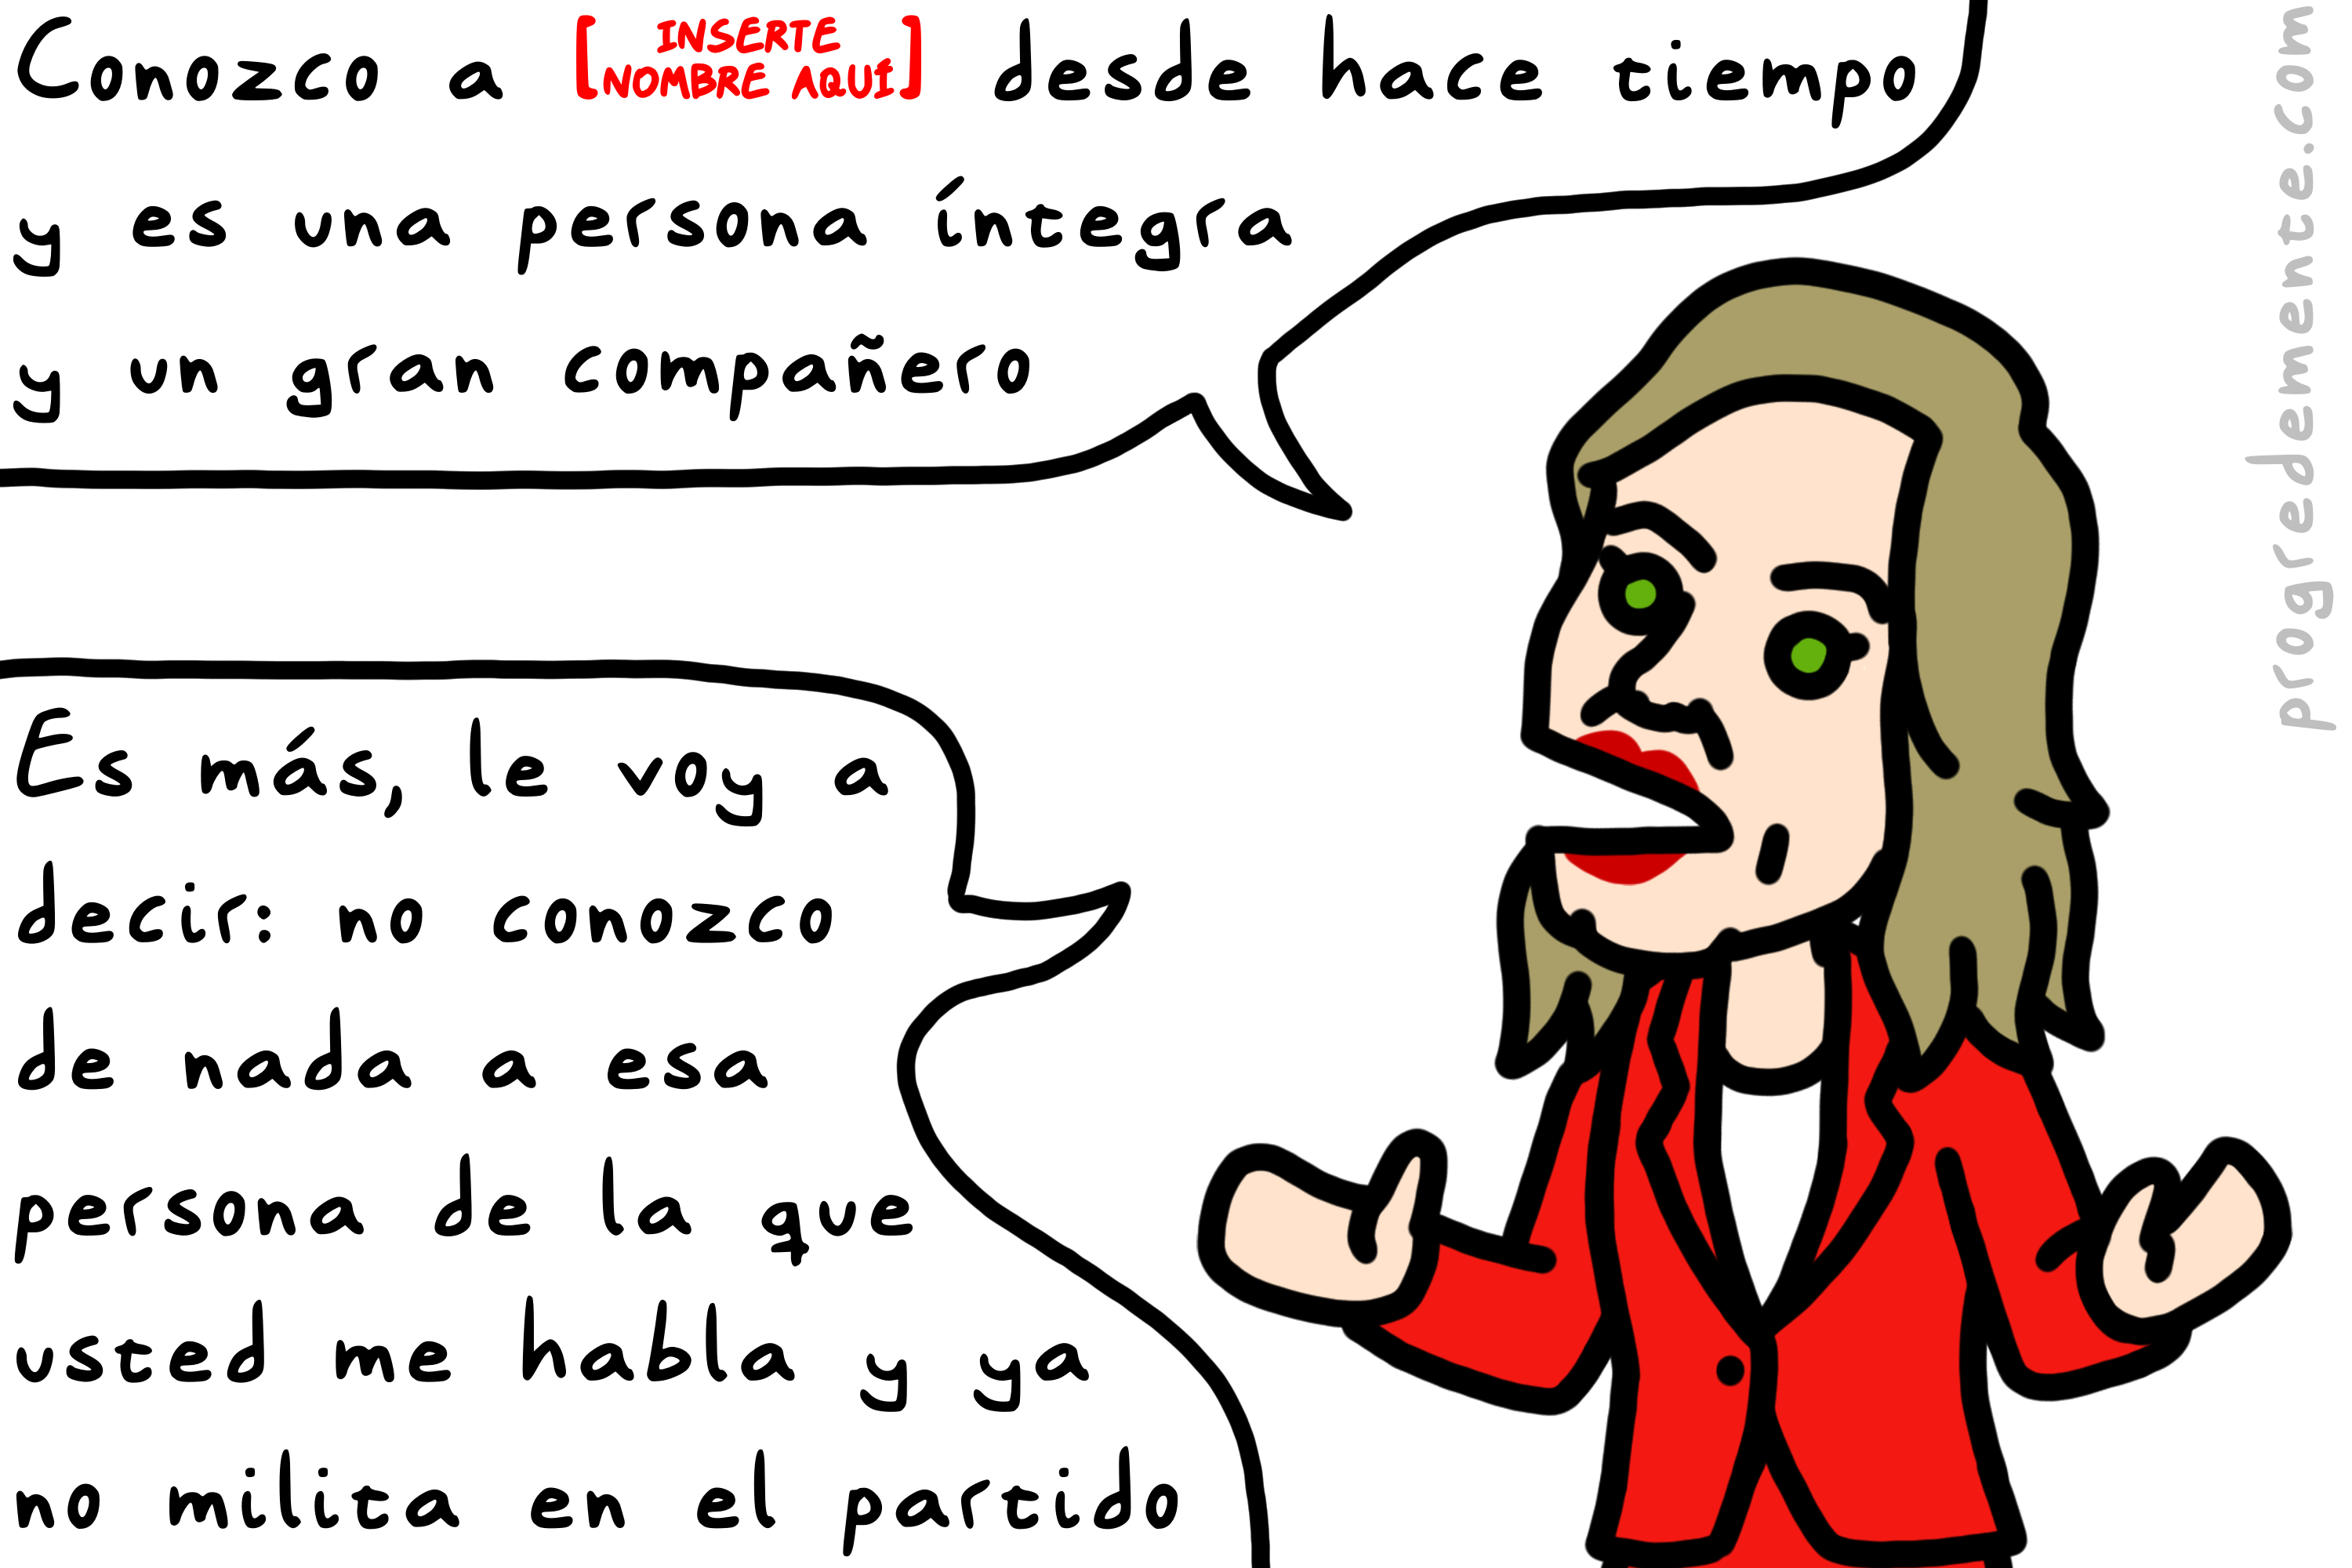 Conozco a [INSERTE NOMBRE AQUI] desde hace tiempo
y es una persona íntegra
y un gran compañero
Es más, le voy a
decir: no conozco
de nada a esa
persona de la que
usted me habla y ya
no milita en el partido
progredemente.com